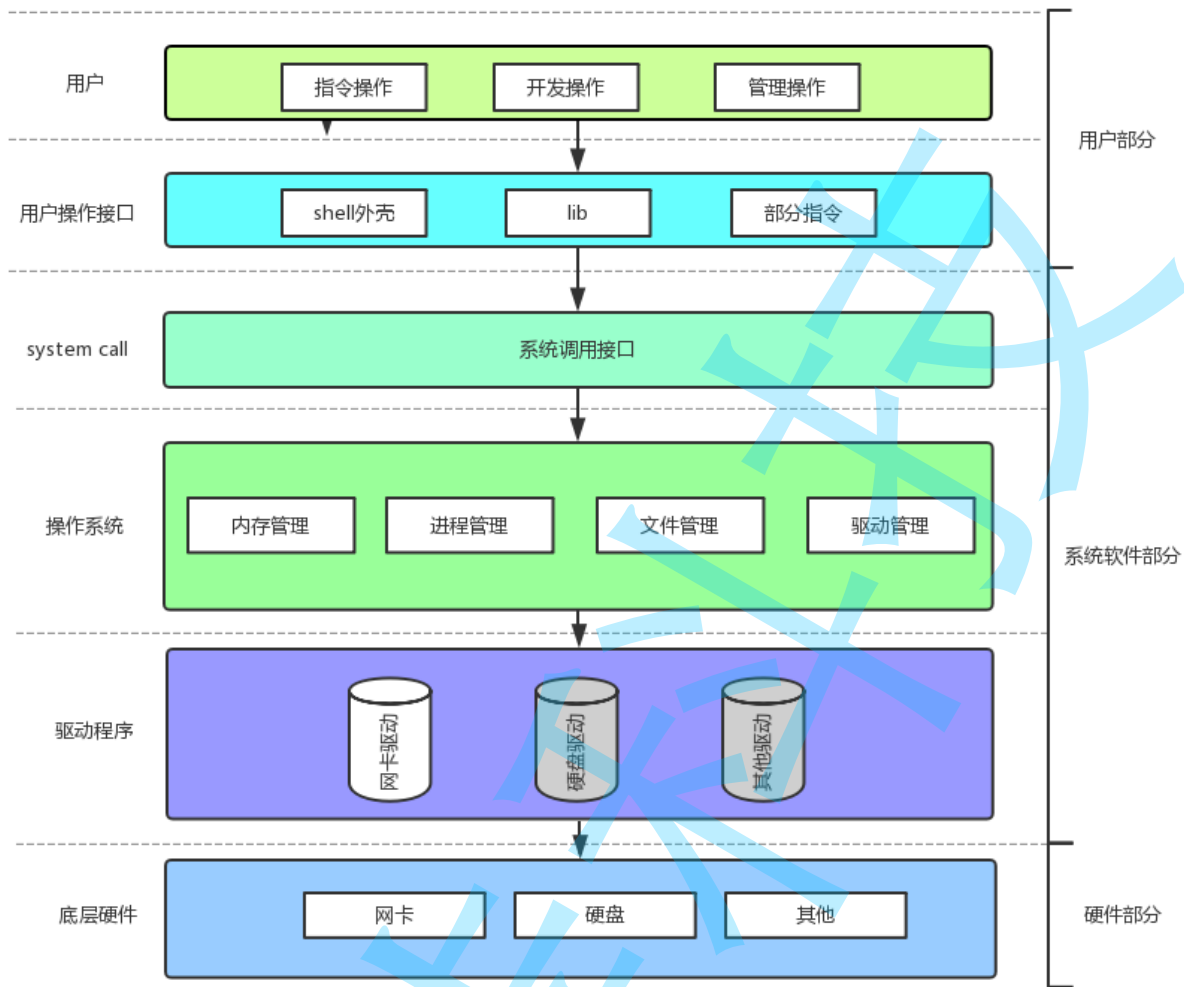 用户
指令操作
开发操作
管理操作
用户部分
用户操作接口
shell外壳
lib
部分指令
system call
系统调用接口
操作系统
内存管理
进程管理
文件管理
驱动管理
系统软件部分
驱动程序
网卡驱动
硬盘驱动
其他驱动
底层硬件
网卡
硬盘
其他
硬件部分